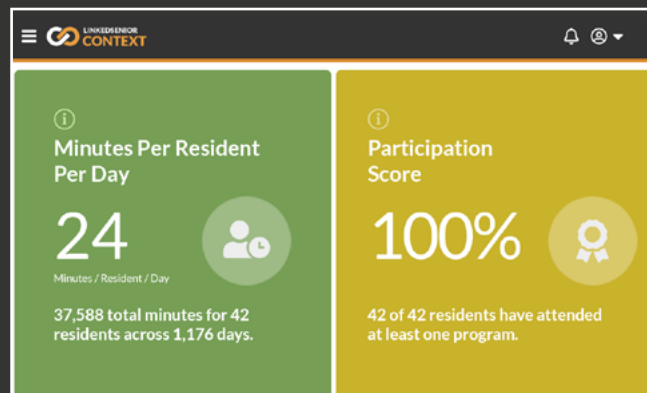 LINKEDSENIOR
CONTEXT
Minutes Per Resident
Per Day
24
Minutes / Resident / Day
37,588 total minutes for 42
residents across 1,176 days.
Participation
Score
100%
42 of 42 residents have attended
at least one program.